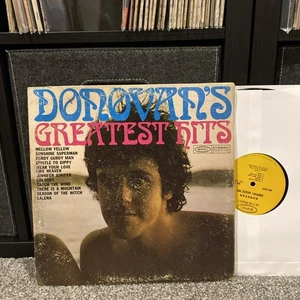 DONOVAN'S
GREATEST HITS
MELLOW YELLOW
SUNSHINE SUPERMAN
HURDY GURDY MAN
EPISTLE TO DIPPY
WEAR YOUR LOVE
LIKE HEAVEN
JENNIFER JUNIPER
COLOURS
CATCH THE WIND
THERE IS A MOUNTAIN
SEASON OF THE WITCH
LALENA